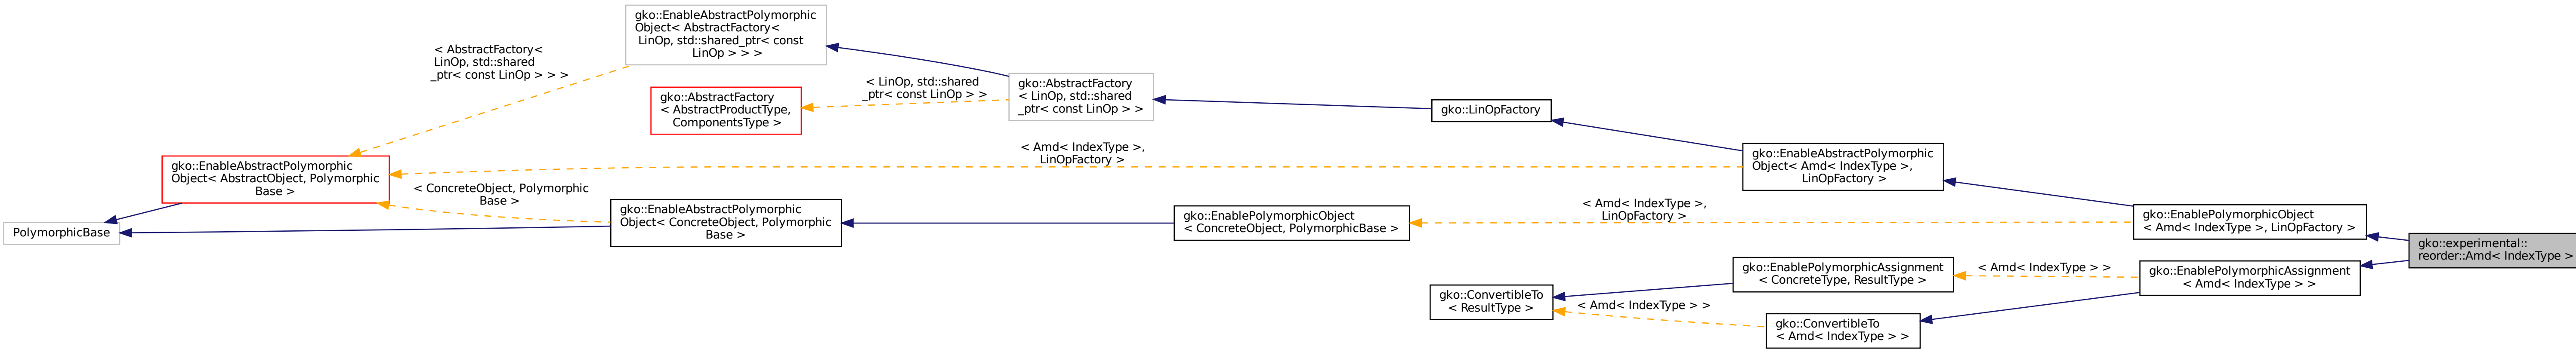 gko::EnableAbstractPolymorphic
Object< AbstractFactory<
LinOp, std::shared_ptr< const
LinOp > > >
< AbstractFactory<
LinOp, std::shared
_ptr< const LinOp > > >
gko::AbstractFactory
< AbstractProductType,
ComponentsType >
< LinOp, std::shared
_ptr< const LinOp > >
gko::AbstractFactory
< LinOp, std::shared
_ptr< const LinOp > >
gko::LinOpFactory
< Amd< IndexType >,
LinOpFactory >
gko::EnableAbstractPolymorphic
Object< Amd< IndexType >,
LinOpFactory >
gko::EnableAbstractPolymorphic
Object< AbstractObject, Polymorphic
Base >
< ConcreteObject, Polymorphic
Base >
PolymorphicBase
gko::EnableAbstractPolymorphic
Object< ConcreteObject, Polymorphic
Base >
gko::EnablePolymorphicObject
< ConcreteObject, PolymorphicBase >
< Amd< IndexType >,
LinOpFactory >
gko::EnablePolymorphicObject
< Amd< IndexType >, LinOpFactory >
gko::experimental::
reorder::Amd< IndexType >
gko::EnablePolymorphicAssignment
< ConcreteType, ResultType >
< Amd< IndexType > >
gko::EnablePolymorphicAssignment
< Amd< IndexType > >
gko::ConvertibleTo
< ResultType >
< Amd< IndexType > >
gko::ConvertibleTo
< Amd< IndexType > >